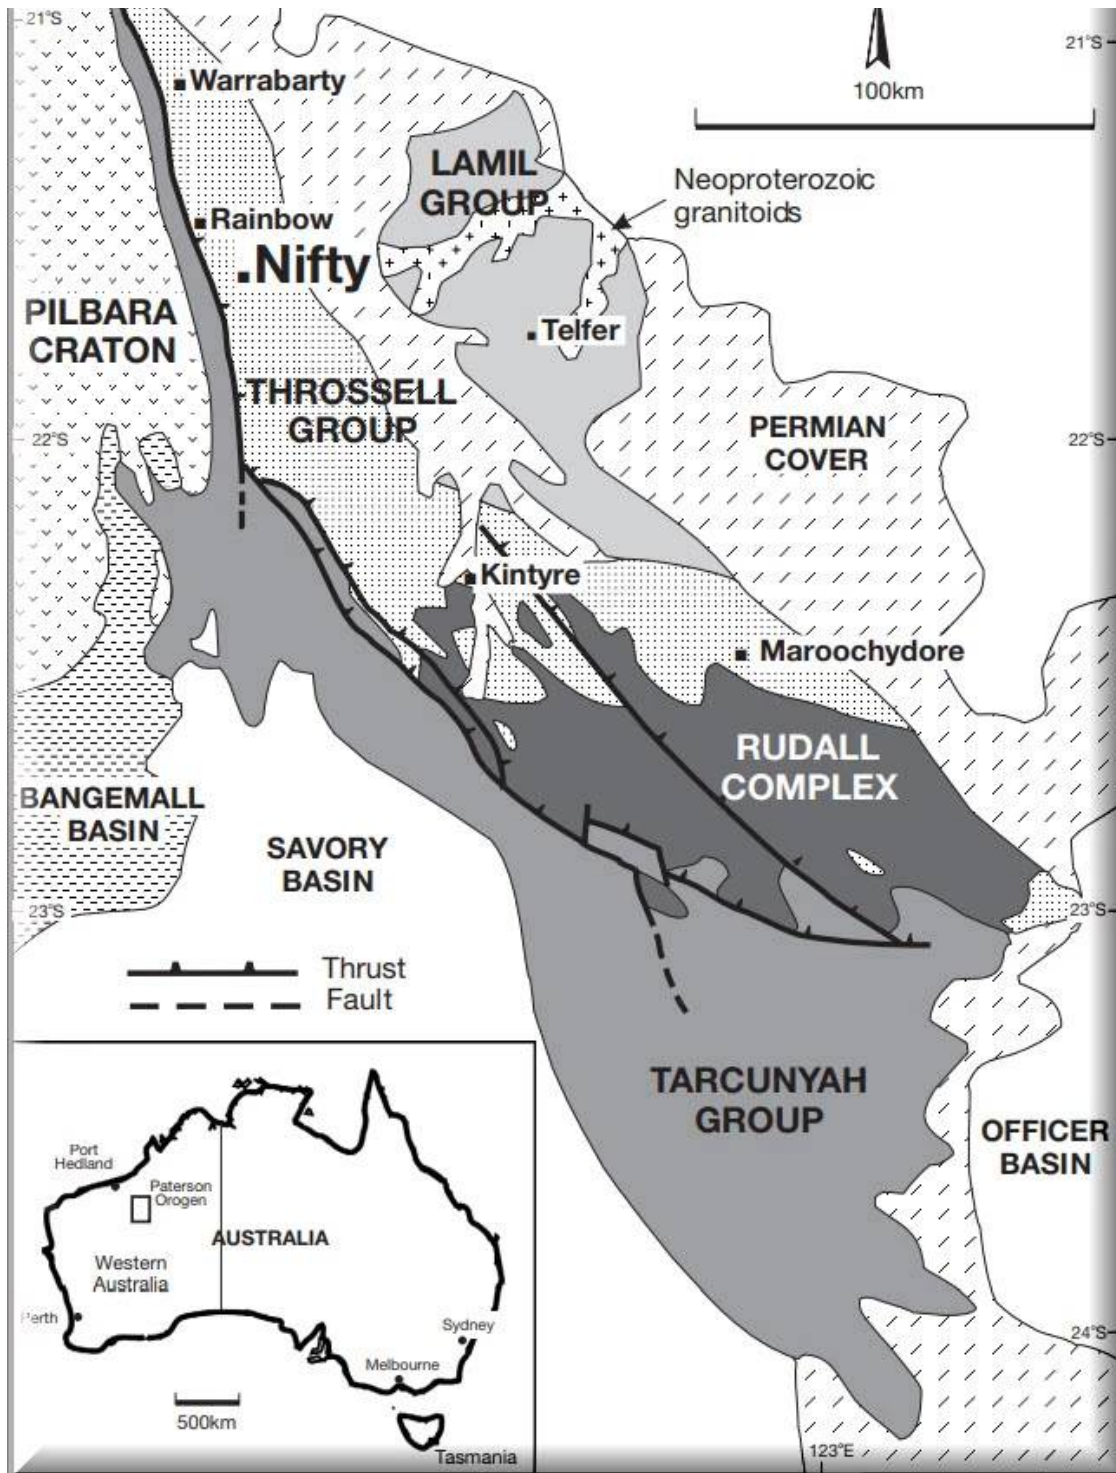 21°S
21°S
100km
Warrabarty
LAMIL
GROUP
Neoproterozoic
granitoids
Rainbow
Nifty
PILBARA
CRATON
Telfer
THROSSELL
GROUP
PERMIAN
COVER
22°S
22°S
Kintyre
Maroochydore
RUDALL
COMPLEX
BANGEMALL
BASIN
SAVORY
BASIN
23°S
23°S
Thrust
Fault
TARCUNYAH
GROUP
OFFICER
BASIN
Port
Hedland
Paterson
Orogen
AUSTRALIA
Western
Australia
Perth
Sydney
Melbourne
500km
Tasmania
24°S
123°E